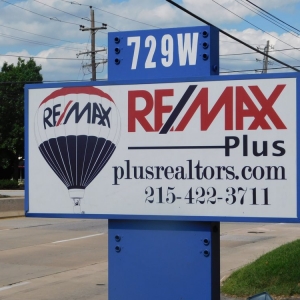 729W
RE/MAX
RE/MAX
Plus
plusrealtors.com
215-422-3711